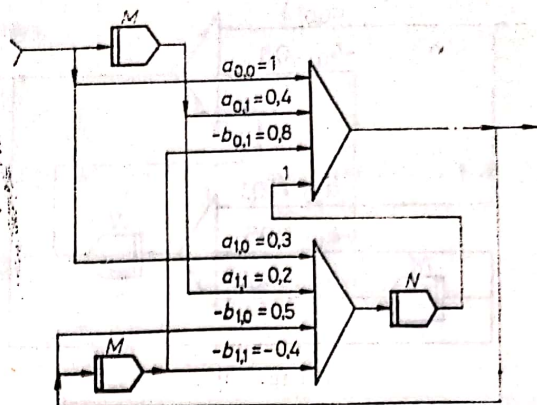 M
a0,0=1
a0,1=0,4
-b0,1=0,8
1
a1,0=0,3
a1,1=0,2
N
-b1,0=0,5
M
-b1,1=-0,4